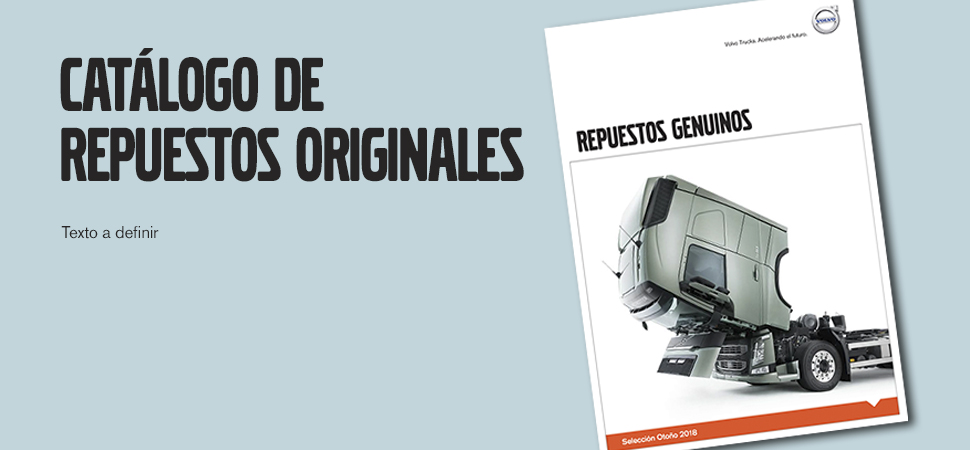 CATÁLOGO DE
REPUESTOS ORIGINALES
Texto a definir
VOLVO
Volvo Trucks. Acelerando el futuro.
REPUESTOS GENUINOS
Selección Otoño 2018